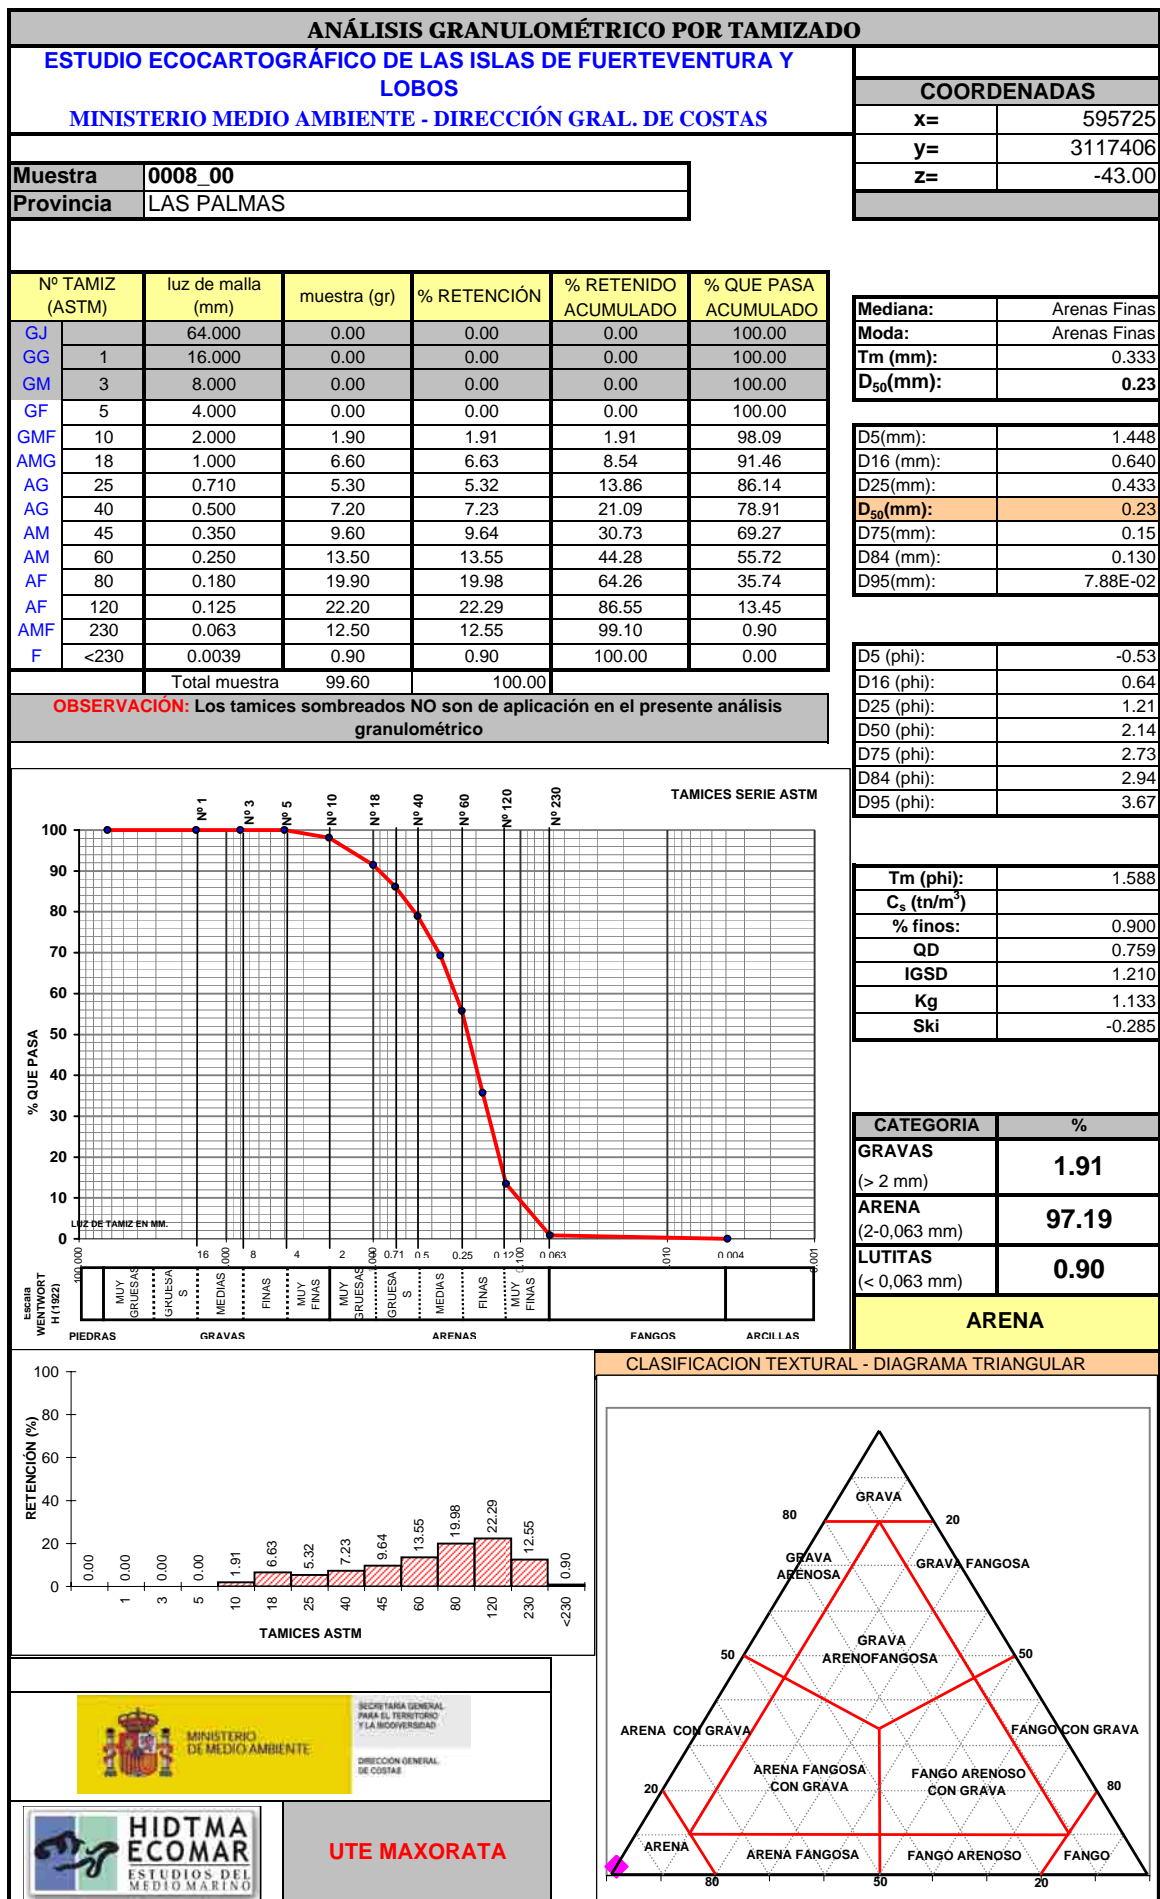 ANÁLISIS GRANULOMÉTRICO POR TAMIZADO
ESTUDIO ECOCARTOGRÁFICO DE LAS ISLAS DE FUERTEVENTURA Y
LOBOS
MINISTERIO MEDIO AMBIENTE - DIRECCIÓN GRAL. DE COSTAS
COORDENADAS
x= 595725
y= 3117406
z= -43.00
Muestra 0008_00
Provincia LAS PALMAS
Nº TAMIZ (ASTM) luz de malla (mm) muestra (gr) % RETENCIÓN % RETENIDO ACUMULADO % QUE PASA ACUMULADO
GJ 64.000 0.00 0.00 0.00 100.00
GG 1 16.000 0.00 0.00 0.00 100.00
GM 3 8.000 0.00 0.00 0.00 100.00
GF 5 4.000 0.00 0.00 0.00 100.00
GMF 10 2.000 1.90 1.91 1.91 98.09
AMG 18 1.000 6.60 6.63 8.54 91.46
AG 25 0.710 5.30 5.32 13.86 86.14
AG 40 0.500 7.20 7.23 21.09 78.91
AM 45 0.350 9.60 9.64 30.73 69.27
AM 60 0.250 13.50 13.55 44.28 55.72
AF 80 0.180 19.90 19.98 64.26 35.74
AF 120 0.125 22.20 22.29 86.55 13.45
AMF 230 0.063 12.50 12.55 99.10 0.90
F <230 0.0039 0.90 0.90 100.00 0.00
Total muestra 99.60 100.00
OBSERVACIÓN: Los tamices sombreados NO son de aplicación en el presente análisis
granulométrico
Mediana: Arenas Finas
Moda: Arenas Finas
Tm (mm): 0.333
D50(mm): 0.23
D5(mm): 1.448
D16 (mm): 0.640
D25(mm): 0.433
D50(mm): 0.23
D75(mm): 0.15
D84 (mm): 0.130
D95(mm): 7.88E-02
D5 (phi): -0.53
D16 (phi): 0.64
D25 (phi): 1.21
D50 (phi): 2.14
D75 (phi): 2.73
D84 (phi): 2.94
D95 (phi): 3.67
Tm (phi): 1.588
Cs (tn/m3)
% finos: 0.900
QD 0.759
IGSD 1.210
Kg 1.133
Ski -0.285
CATEGORIA %
GRAVAS (> 2 mm) 1.91
ARENA (2-0,063 mm) 97.19
LUTITAS (< 0,063 mm) 0.90
ARENA
TAMICES SERIE ASTM
Nº 1 Nº 3 Nº 5 Nº 10 Nº 18 Nº 40 Nº 60 Nº 120 Nº 230
% QUE PASA
100
90
80
70
60
50
40
30
20
10
0
LUZ DE TAMIZ EN MM.
16 8 4 2 0.71 0.5 0.25 0.12 0.063 0.004
100.000 0.100
Escala
WENTWORT
H (1922)
MUY GRUESAS GRUESA S MEDIAS FINAS MUY FINAS MUY GRUESAS GRUESA S MEDIAS FINAS MUY FINAS
PIEDRAS GRAVAS ARENAS FANGOS ARCILLAS
RETENCIÓN (%)
100
80
60
40
20
0
0.00 0.00 0.00 0.00 1.91 6.63 5.32 7.23 9.64 13.55 19.98 22.29 12.55 0.90
1 3 5 10 18 25 40 45 60 80 120 230 <230
TAMICES ASTM
CLASIFICACION TEXTURAL - DIAGRAMA TRIANGULAR
GRAVA
80 20
GRAVA ARENOSA
GRAVA FANGOSA
GRAVA ARENOFANGOSA
50 50
ARENA CON GRAVA
FANGO CON GRAVA
ARENA FANGOSA CON GRAVA
FANGO ARENOSO CON GRAVA
20 80
ARENA
ARENA FANGOSA
FANGO ARENOSO
FANGO
80 50 20
MINISTERIO
DE MEDIO AMBIENTE
SECRETARÍA GENERAL
PARA EL TERRITORIO
Y LA BIODIVERSIDAD
DIRECCIÓN GENERAL
DE COSTAS
HIDTMA
ECOMAR
ESTUDIOS DEL
MEDIO MARINO
UTE MAXORATA